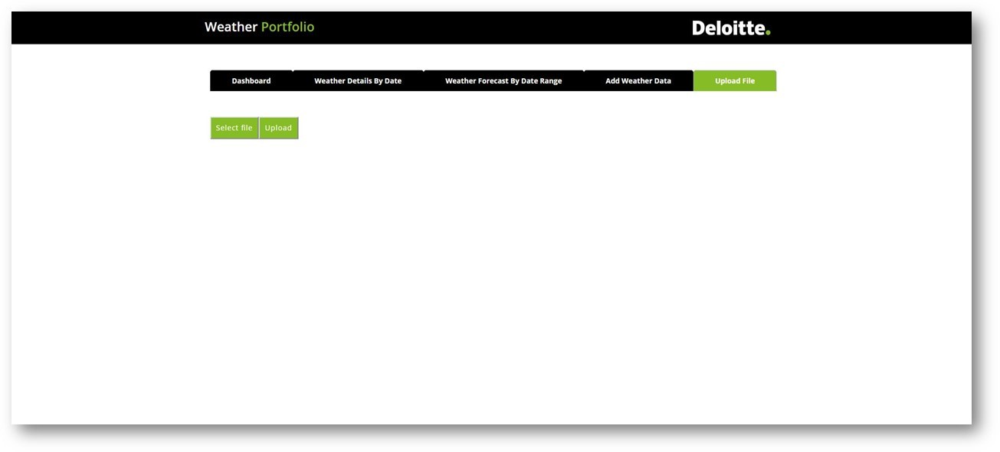 Weather Portfolio Deloitte.
Dashboard Weather Details By Date Weather Forecast By Date Range Add Weather Data Upload File
Select file Upload